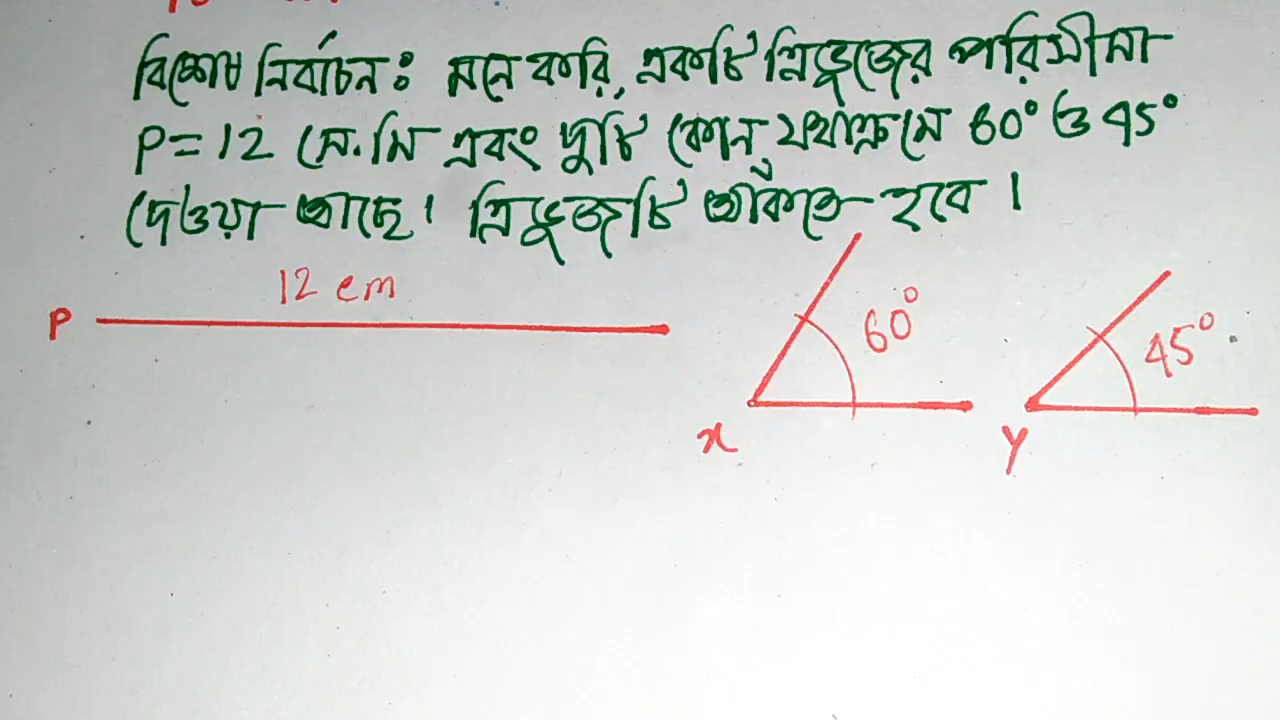 বিশেষ নির্বাচন : মনে করি, একটি ত্রিভুজের পরিসীমা
P = 12 সে.মি এবং দুটি কোন যথাক্রমে 60° ও 45°
দেওয়া আছে। ত্রিভুজটি আঁকতে হবে।
12 cm
P
60°
45°
x
y